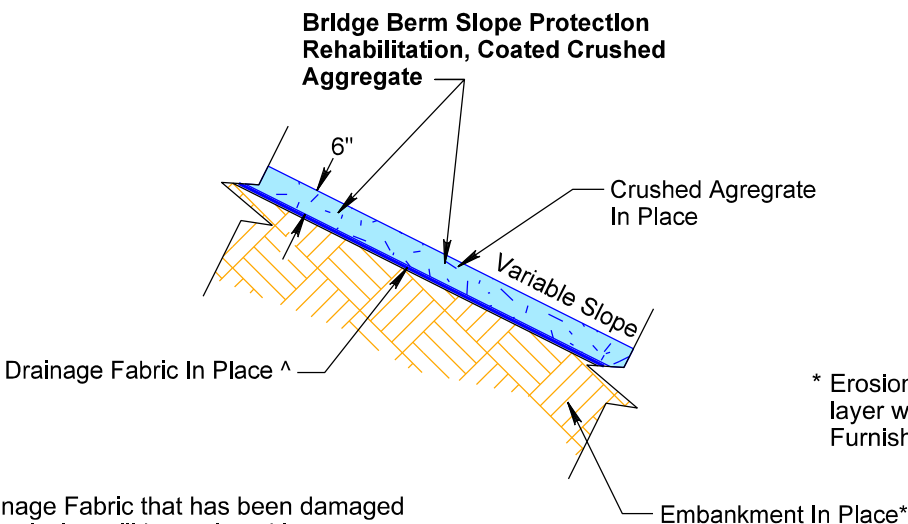 Bridge Berm Slope Protection
Rehabilitation, Coated Crushed
Aggregate
6"
Crushed Agregrate
In Place
Variable Slope
Drainage Fabric In Place ^
* Erosion
layer w
Furnish
nage Fabric that has been damaged
Embankment In Place*